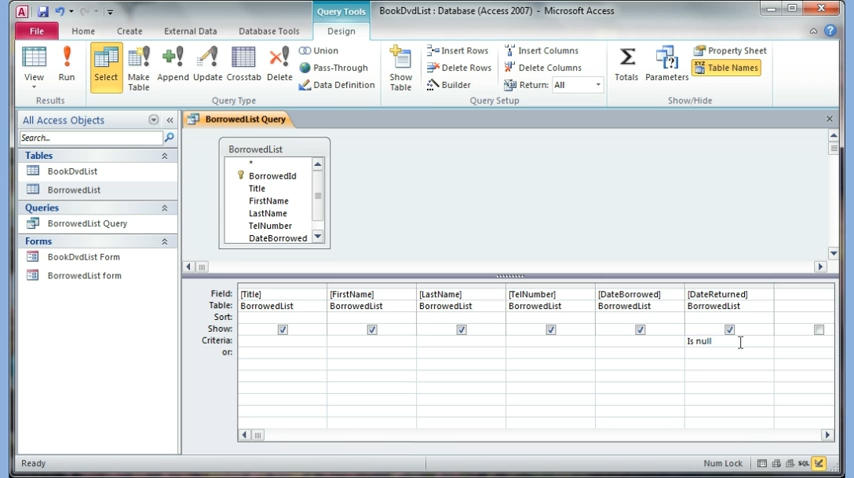 Query Tools
BookDvdList : Database (Access 2007) - Microsoft Access
File Home Create External Data Database Tools Design
View
Run
Results
Select
Make Table
Append
Update
Crosstab
Delete
Union
Pass-Through
Data Definition
Query Type
Show Table
Insert Rows
Delete Rows
Builder
Insert Columns
Delete Columns
Return: All
Query Setup
Totals
Parameters
Property Sheet
Table Names
Show/Hide
All Access Objects
Search...
Tables
BookDvdList
BorrowedList
Queries
BorrowedList Query
Forms
BookDvdList Form
BorrowedList form
BorrowedList Query
BorrowedList
*
BorrowedId
Title
FirstName
LastName
TelNumber
DateBorrowed
Field: [Title] [FirstName] [LastName] [TelNumber] [DateBorrowed] [DateReturned]
Table: BorrowedList BorrowedList BorrowedList BorrowedList BorrowedList BorrowedList
Sort:
Show:
Criteria: Is null
or:
Ready
Num Lock
SQL